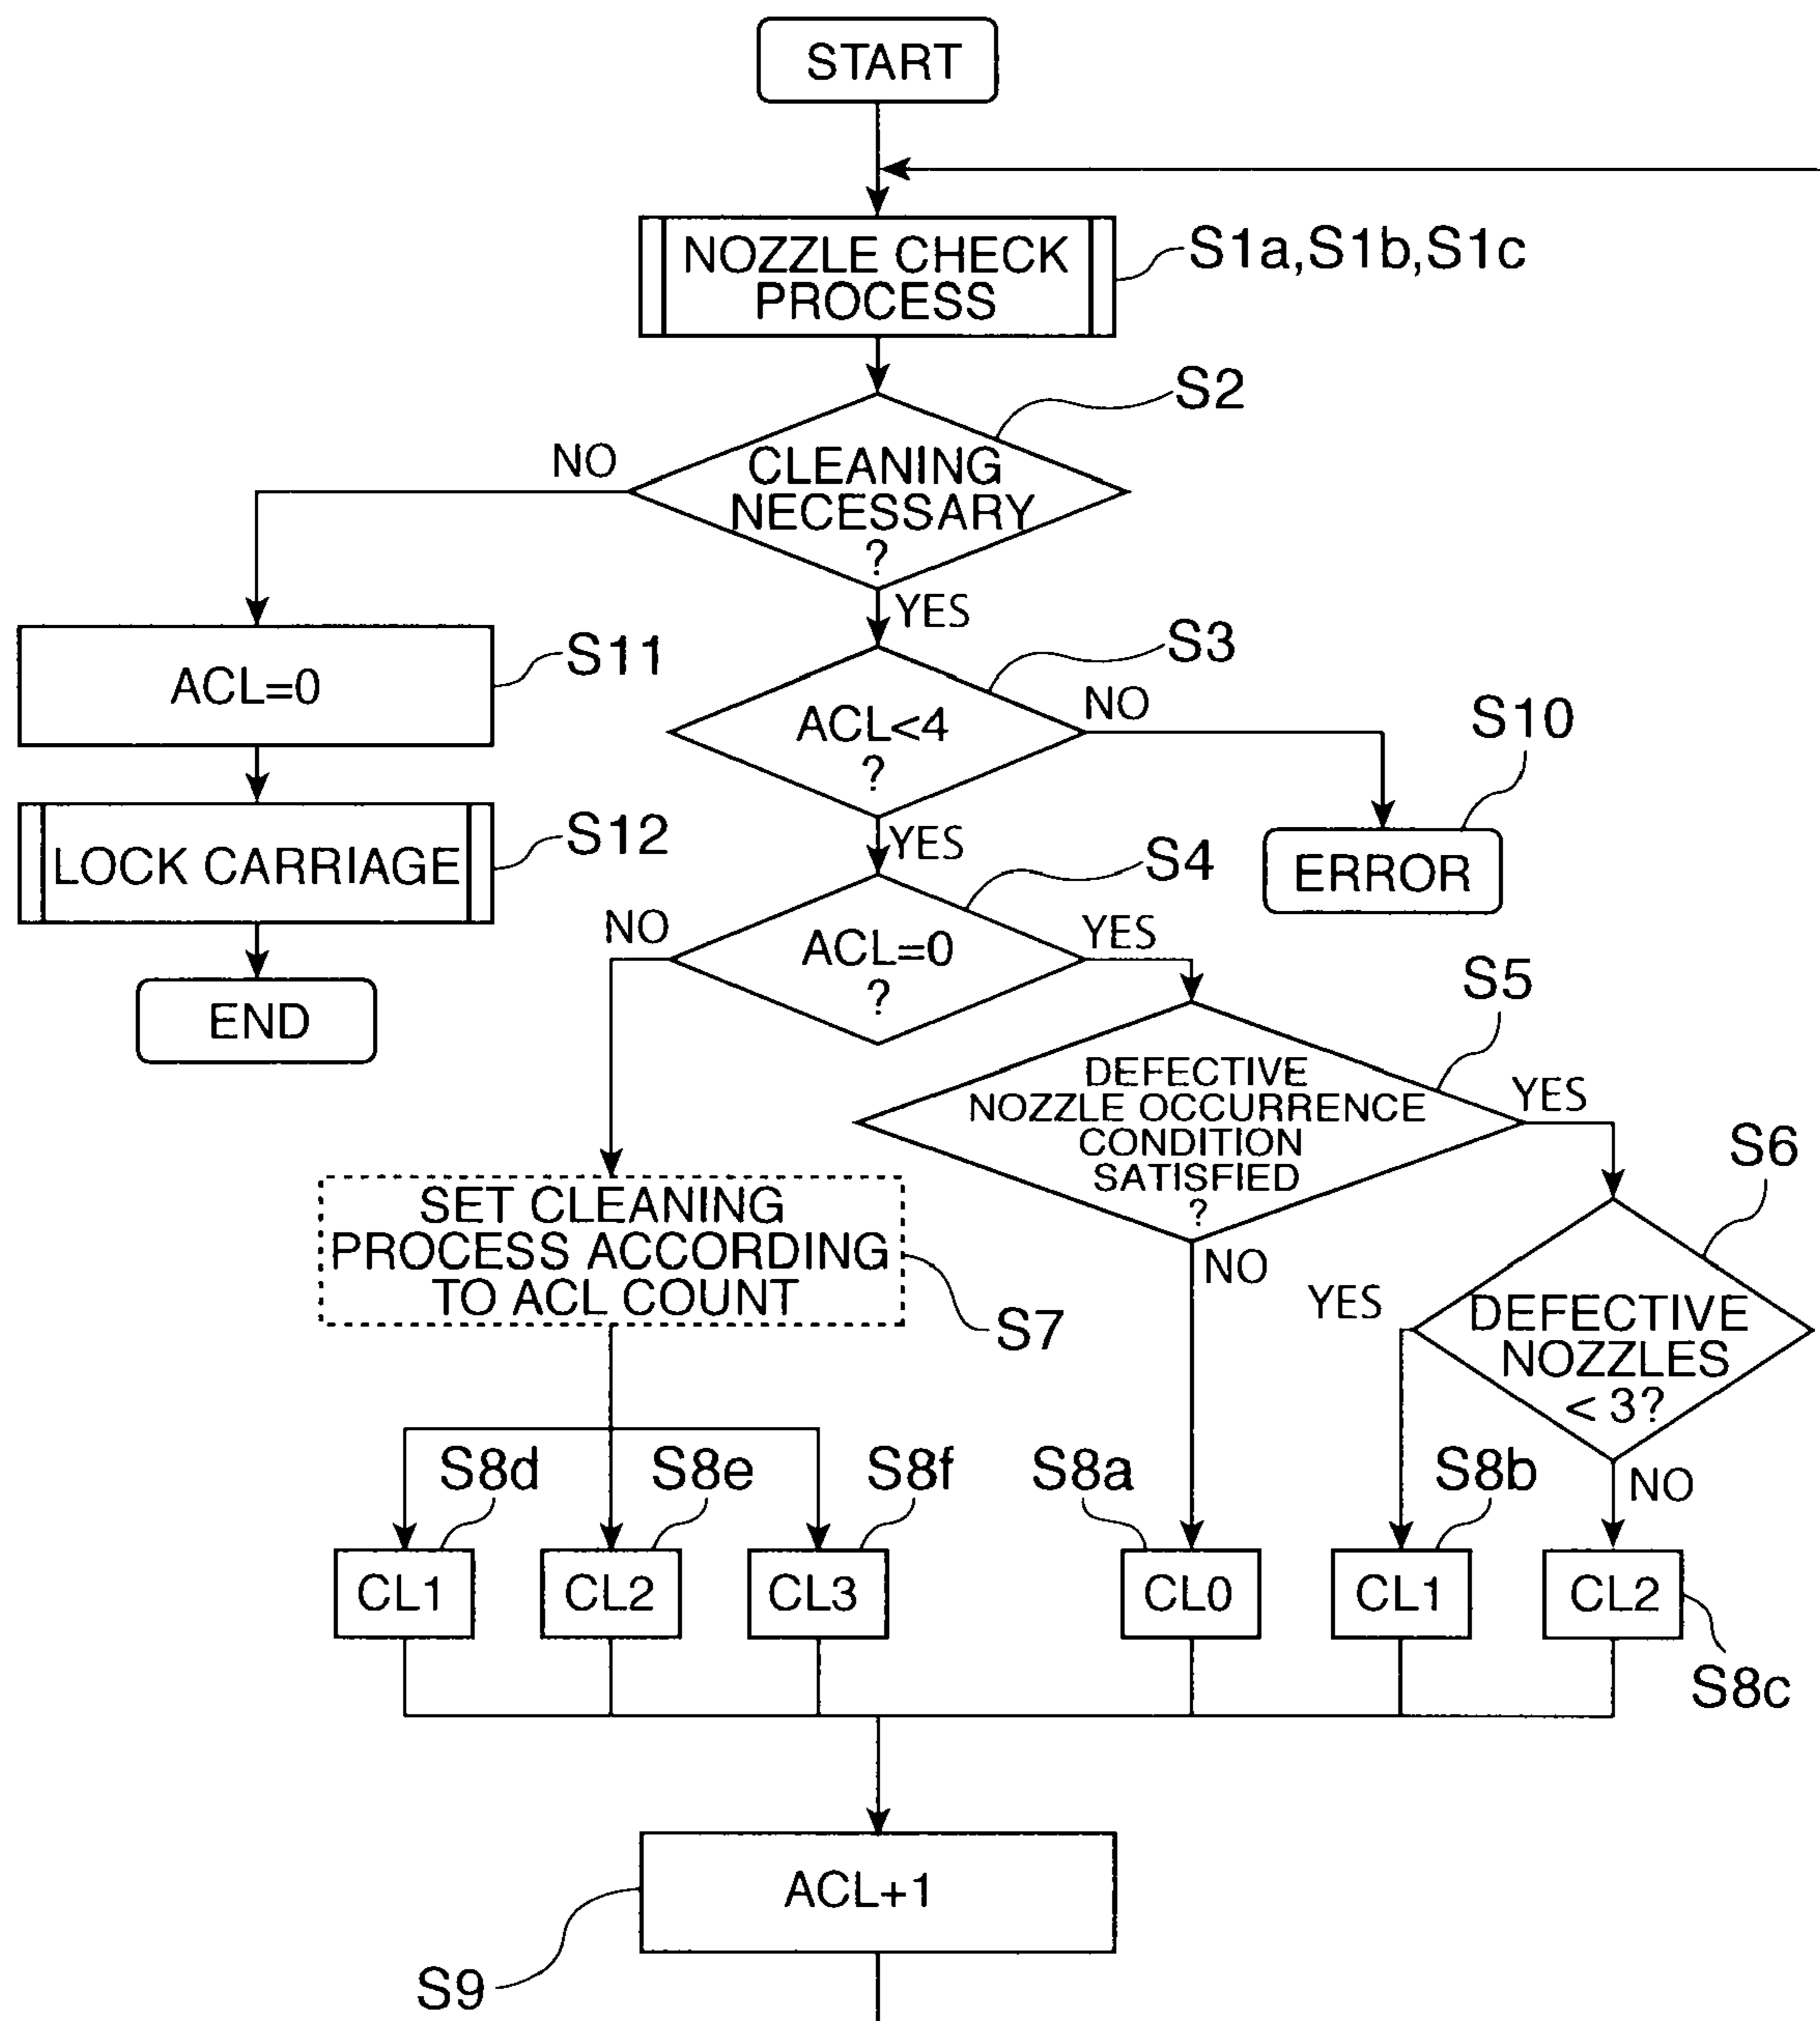 START
NOZZLE CHECK
PROCESS
S1a,S1b,S1c
S2
NO
CLEANING
NECESSARY
?
YES
S11
ACL=0
S3
NO
ACL<4
?
S10
S12
LOCK CARRIAGE
YES
ERROR
S4
NO
YES
ACL=0
?
END
S5
DEFECTIVE
NOZZLE OCCURRENCE
CONDITION
SATISFIED
?
YES
S6
SET CLEANING
PROCESS ACCORDING
TO ACL COUNT
S7
NO
YES
DEFECTIVE
NOZZLES
< 3?
NO
S8d
S8e
S8f
S8a
S8b
CL1
CL2
CL3
CL0
CL1
CL2
S8c
ACL+1
S9